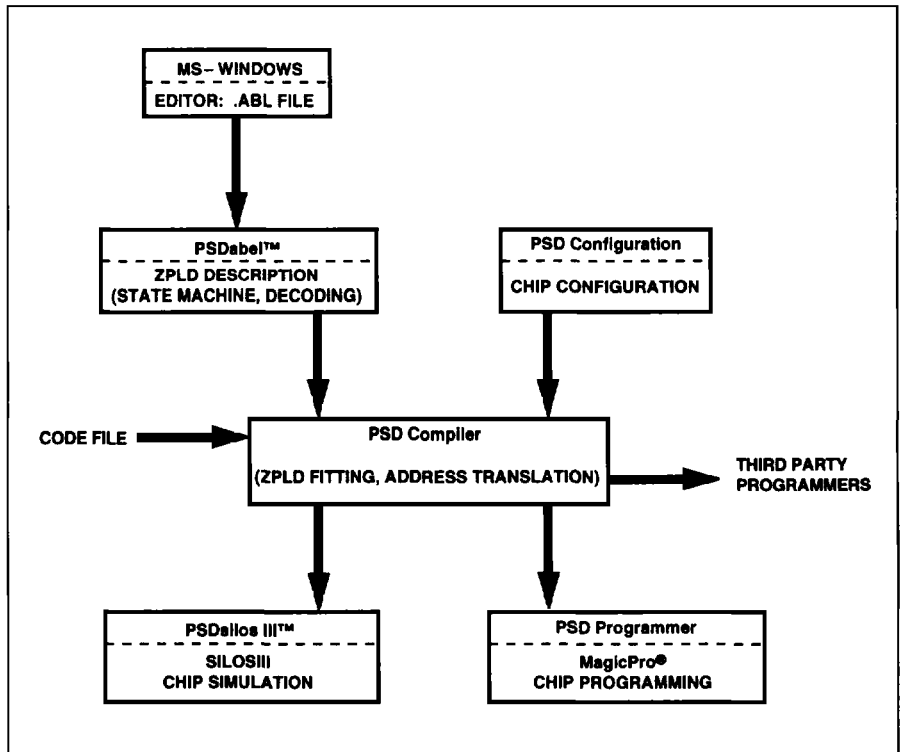 MS-WINDOWS
EDITOR: .ABL FILE
PSDabel™
ZPLD DESCRIPTION
(STATE MACHINE, DECODING)
PSD Configuration
CHIP CONFIGURATION
CODE FILE
PSD Compiler
(ZPLD FITTING, ADDRESS TRANSLATION)
THIRD PARTY
PROGRAMMERS
PSDsilos III™
SILOSIII
CHIP SIMULATION
PSD Programmer
MagicPro®
CHIP PROGRAMMING